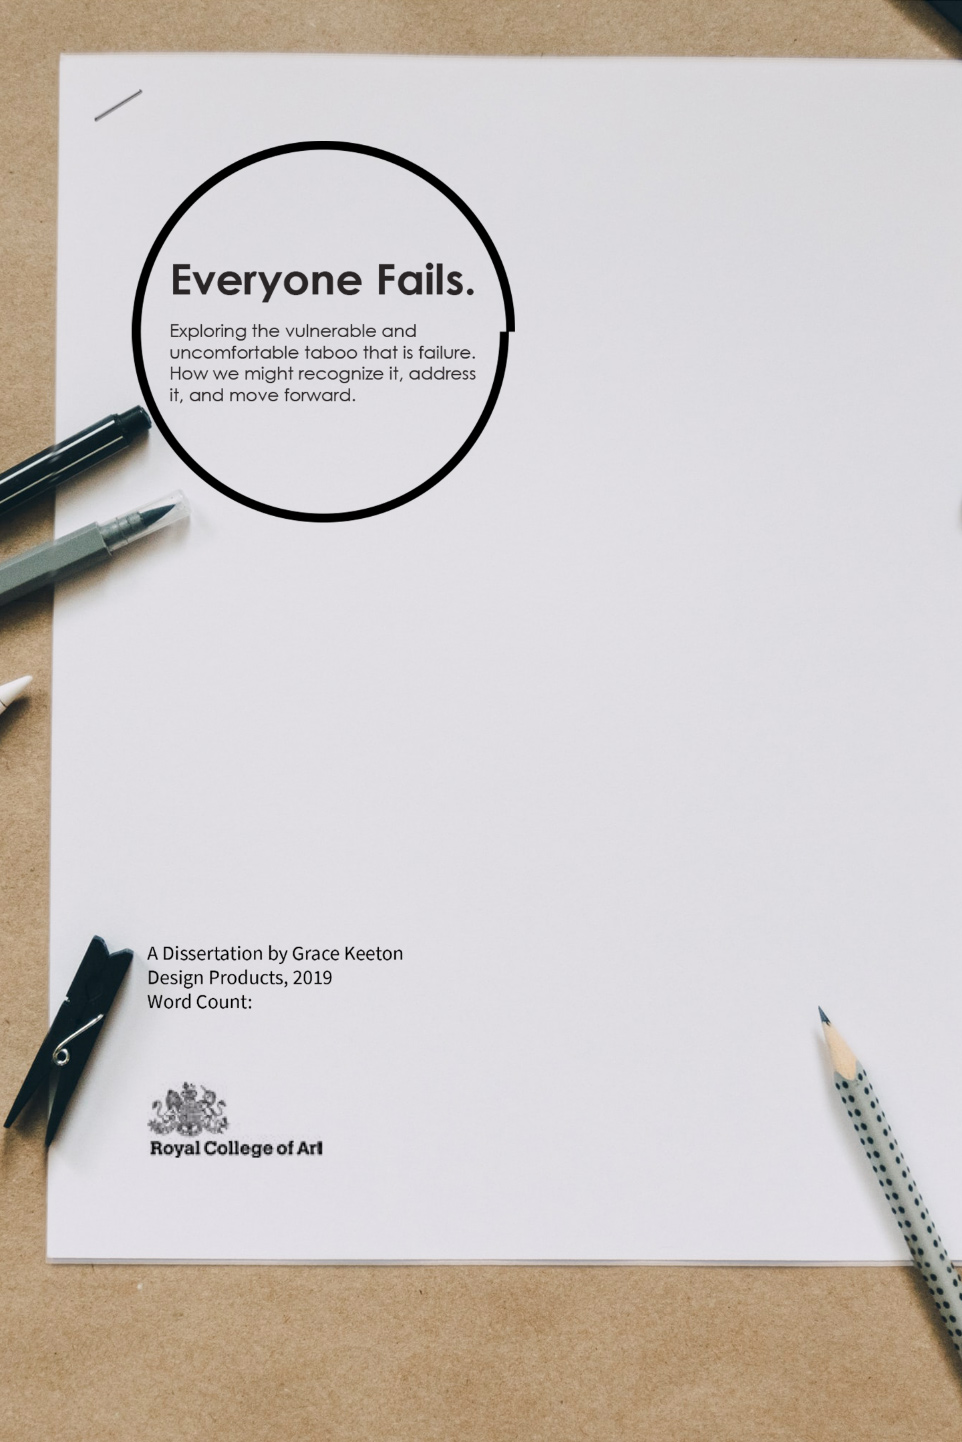 Everyone Fails.
Exploring the vulnerable and
uncomfortable taboo that is failure.
How we might recognize it, address
it, and move forward.
A Dissertation by Grace Keeton
Design Products, 2019
Word Count:
Royal College of Art